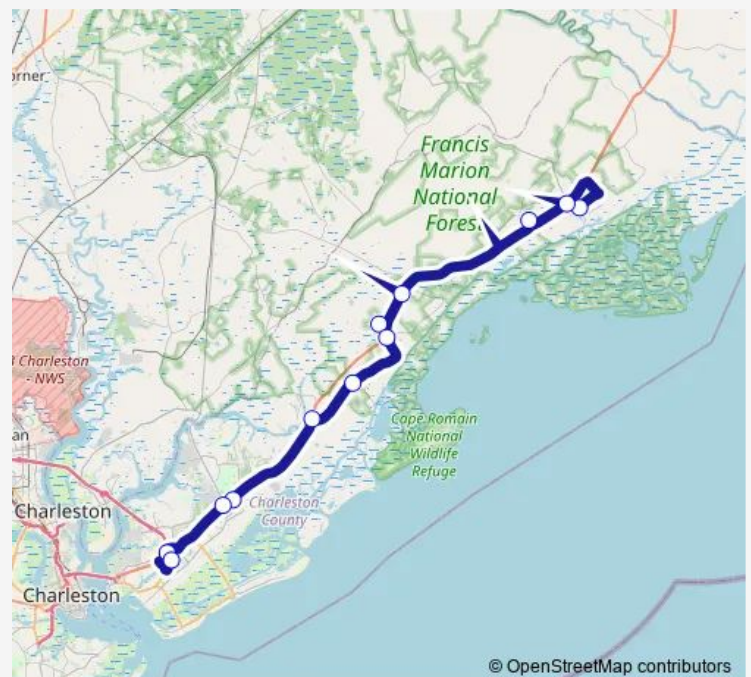 orner
Francis
Marion
National
Forest
Charleston
- NWS
an
Cape Romain
National
Wildlife
Refuge
Charleston
County
Charleston
Charleston
© OpenStreetMap contributors